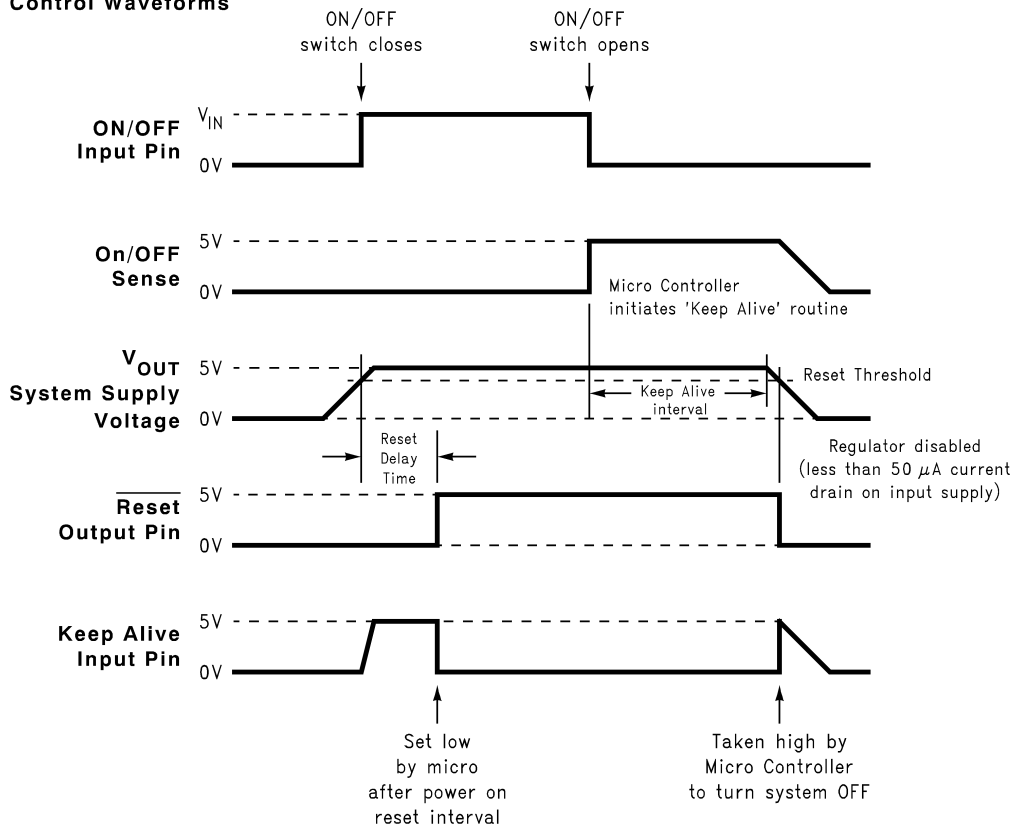 Control Waveforms
ON/OFF
switch closes
ON/OFF
switch opens
ON/OFF
Input Pin
VIN
0V
On/OFF
Sense
5V
0V
Micro Controller
initiates 'Keep Alive' routine
VOUT
System Supply
Voltage
5V
0V
Reset Threshold
Keep Alive
interval
Reset
Delay
Time
Regulator disabled
(less than 50 μA current
drain on input supply)
Reset
Output Pin
5V
0V
Keep Alive
Input Pin
5V
0V
Set low
by micro
after power on
reset interval
Taken high by
Micro Controller
to turn system OFF